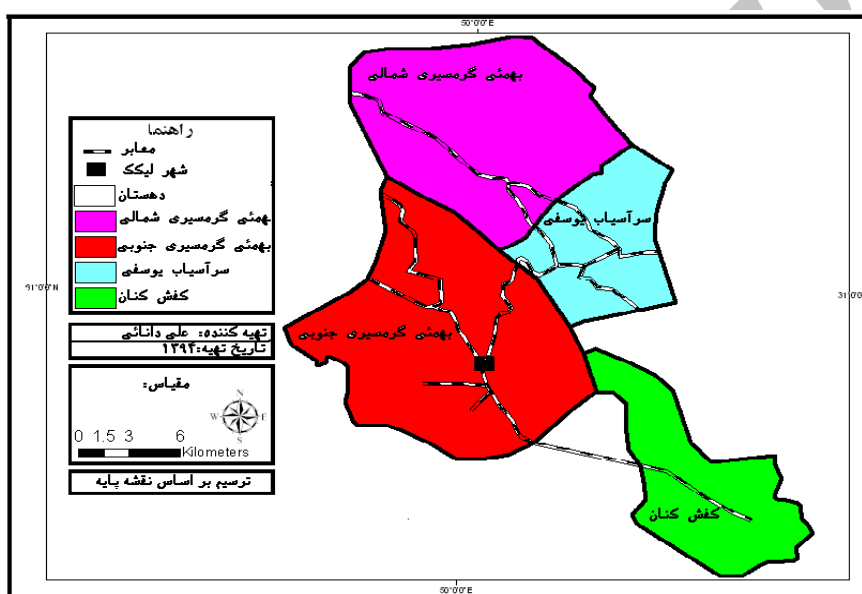 50°0'0"E
بهمئی گرمسیری شمالی
راهنما
معابر
شهر لیکک
دهستان
بهمئی گرمسیری شمالی
بهمئی گرمسیری جنوبی
سرآسیاب یوسفی
کفش کنان
سرآسیاب یوسفی
31°0'0"N
31°0'0"
تهیه کننده: علی دانائی
تاریخ تهیه:۱۳۹۴
بهمئی گرمسیری جنوبی
مقیاس:
N
W E
S
0 1.5 3 6
Kilometers
ترسیم بر اساس نقشه پایه
کفش کنان
50°0'0"E